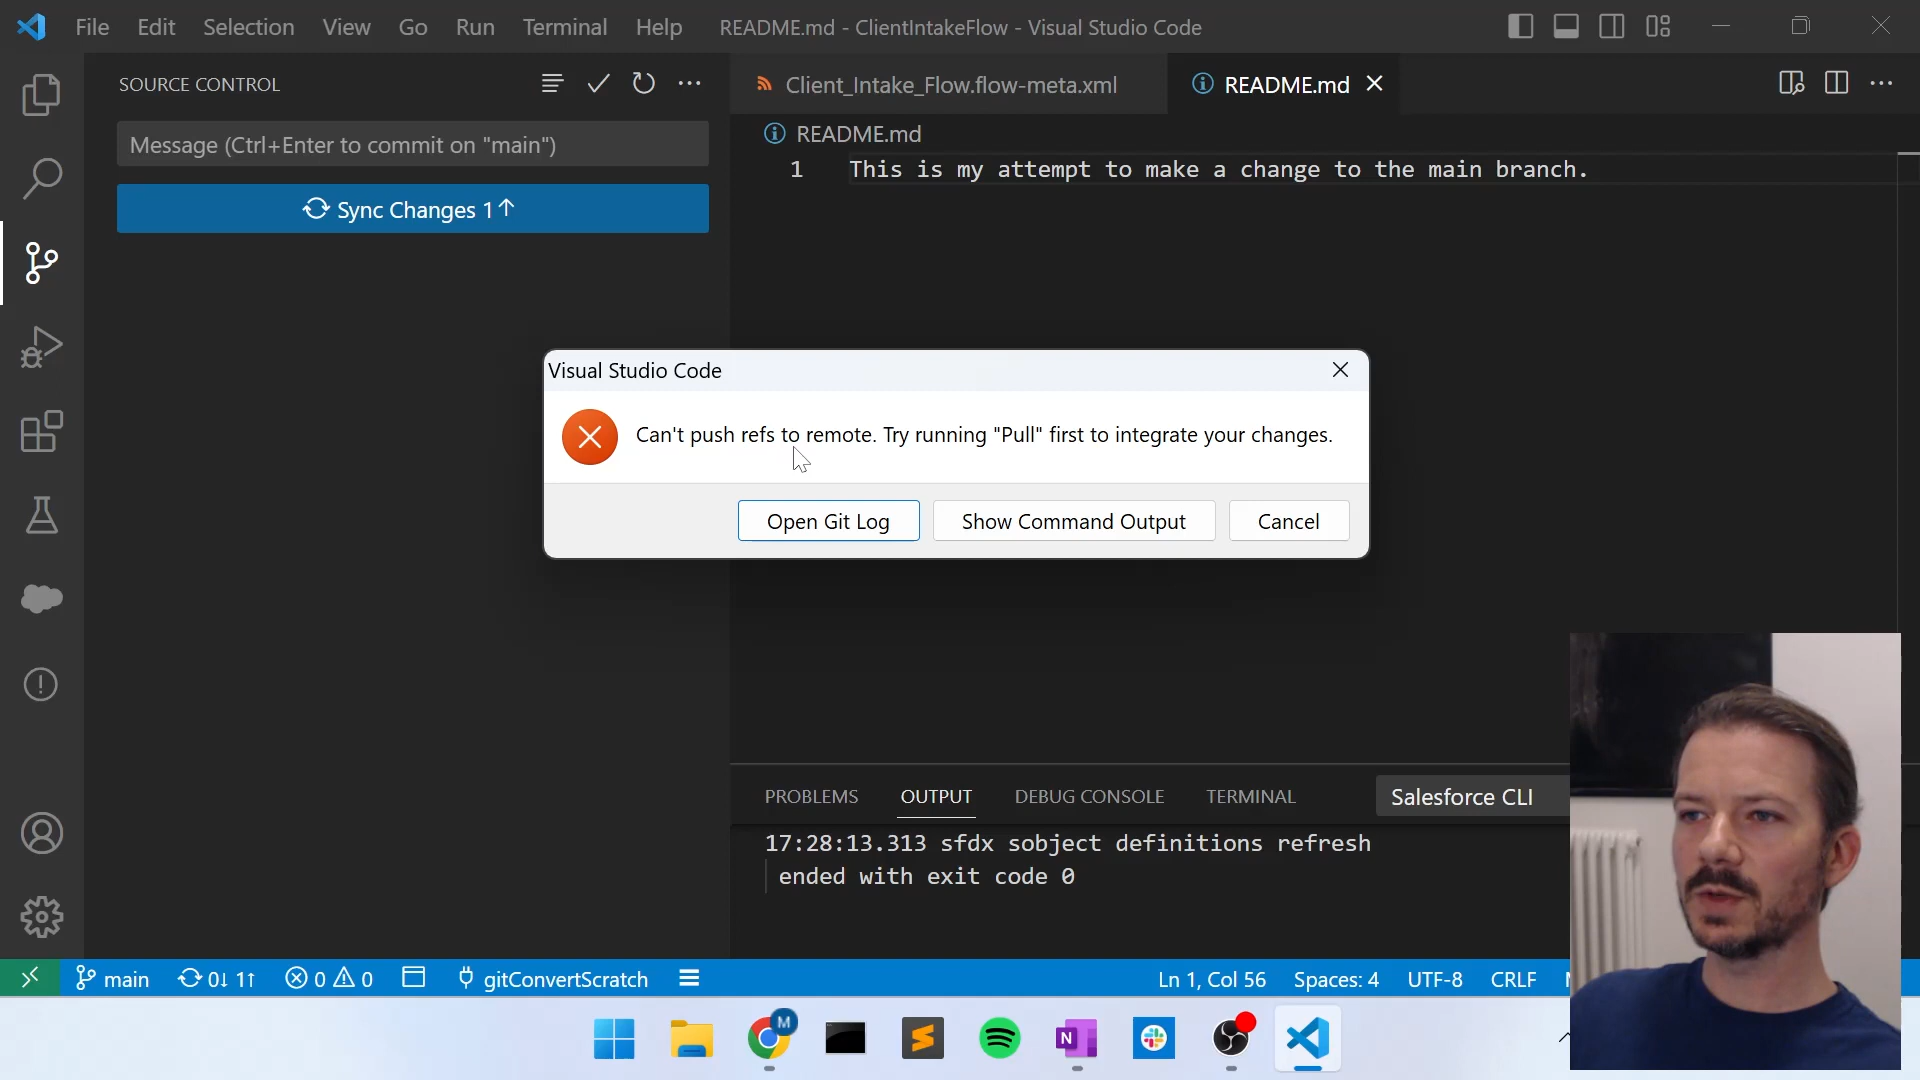 File Edit Selection View Go Run Terminal Help README.md - ClientIntakeFlow - Visual Studio Code
SOURCE CONTROL
Message (Ctrl+Enter to commit on "main")
Sync Changes 1↑
Client_Intake_Flow.flow-meta.xml
README.md
README.md
1 This is my attempt to make a change to the main branch.
Visual Studio Code
Can't push refs to remote. Try running "Pull" first to integrate your changes.
Open Git Log Show Command Output Cancel
PROBLEMS OUTPUT DEBUG CONSOLE TERMINAL Salesforce CLI
17:28:13.313 sfdx sobject definitions refresh
ended with exit code 0
main 0↓ 1↑ 0 0 gitConvertScratch Ln 1, Col 56 Spaces: 4 UTF-8 CRLF
M
N